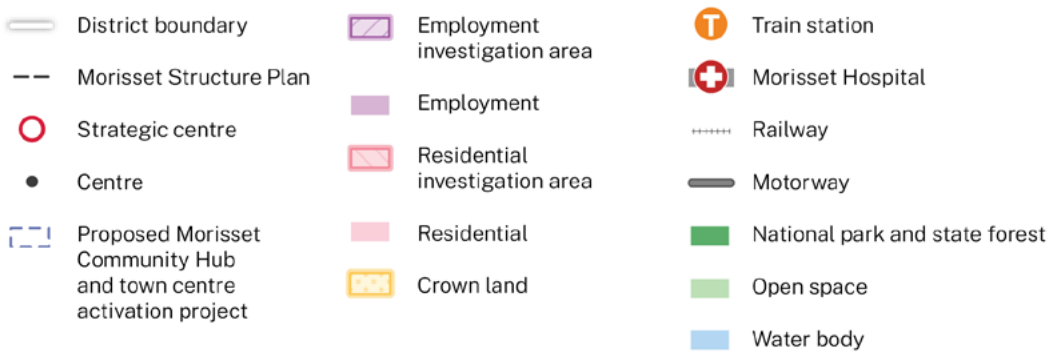 District boundary
Morisset Structure Plan
Strategic centre
Centre
Proposed Morisset
Community Hub
and town centre
activation project
Employment
investigation area
Employment
Residential
investigation area
Residential
Crown land
T
Train station
Morisset Hospital
Railway
Motorway
National park and state forest
Open space
Water body